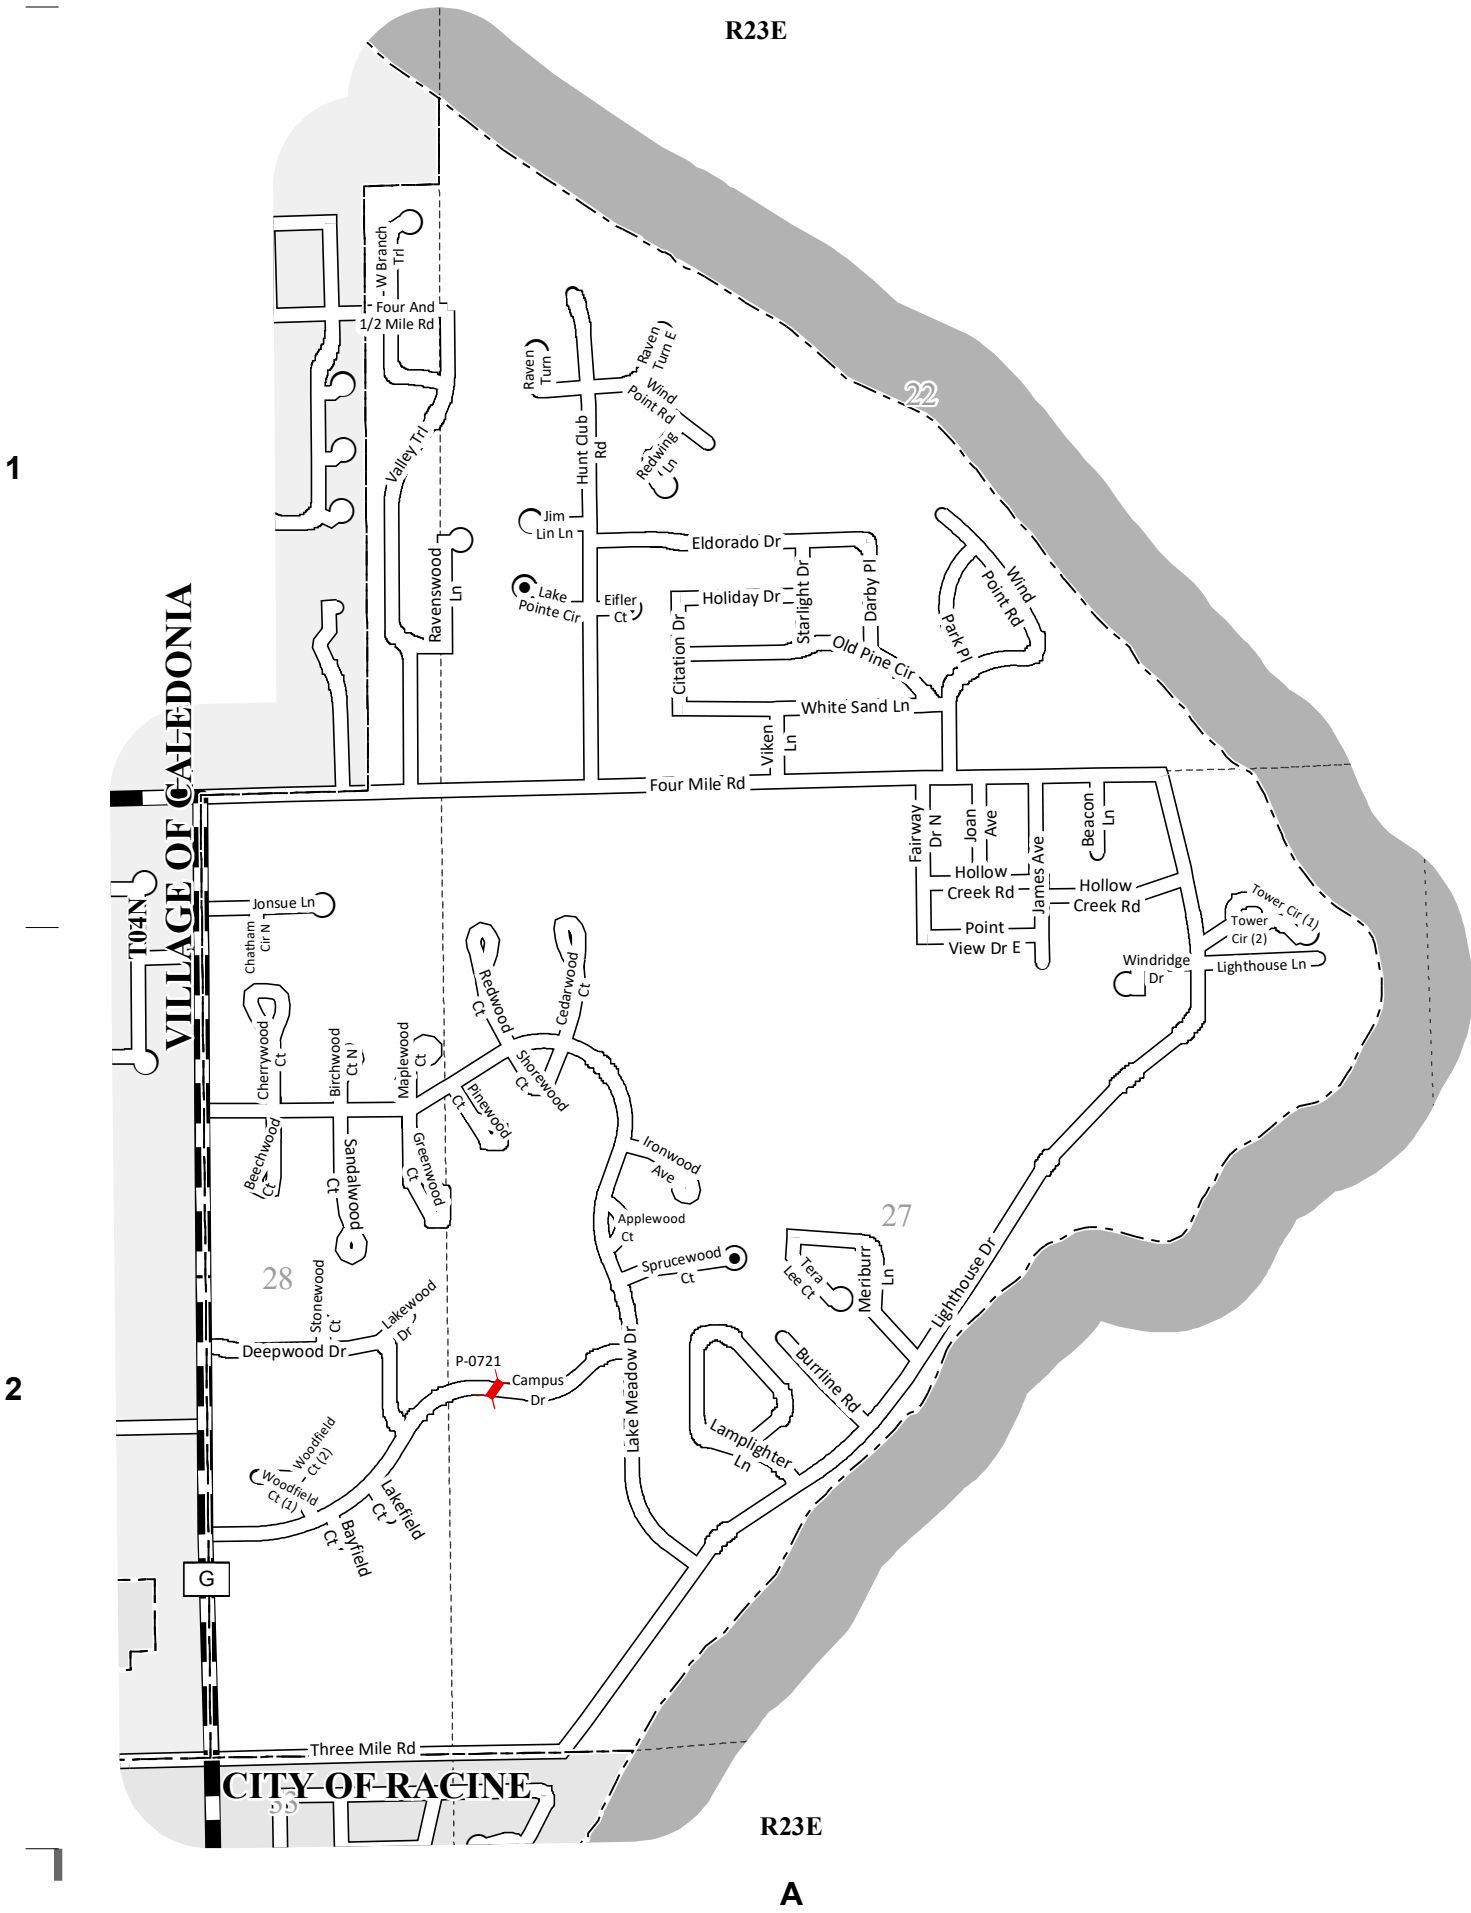 R23E
W Branch
Trl
Four And
1/2 Mile Rd
Raven
Turn
Raven
Turn E
Wind
Point Rd
22
Hunt Club
Rd
Redwing
Ln
Valley Trl
1
Jim
Lin Ln
Eldorado Dr
Ravenswood
Ln
Lake
Pointe Cir
Eifler
Ct
Holiday Dr
Starlight Dr
Darby Pl
Wind
Point Rd
Park Pl
Citation Dr
Old Pine Cir
White Sand Ln
Viken
Ln
Four Mile Rd
VILLAGE OF CALEDONIA
T04N
Fairway
Dr N
Joan
Ave
James Ave
Beacon
Ln
Hollow
Creek Rd
Hollow
Creek Rd
Point
View Dr E
Tower Cir (1)
Tower
Cir (2)
Windridge
Dr
Lighthouse Ln
Jonsue Ln
Chatham
Cir N
Redwood
Ct
Cedarwood
Ct
Cherrywood
Ct
Birchwood
Ct N
Maplewood
Ct
Shorewood
Ct
Pinewood
Ct
Beechwood
Ct
Sandalwood
Ct
Greenwood
Ct
Ironwood
Ave
Applewood
Ct
Sprucewood
Ct
27
28
Tera
Lee Ct
Meriburr
Ln
Lighthouse Dr
Stonewood
Ct
Lakewood
Dr
Deepwood Dr
P-0721
Campus
Dr
Lake Meadow Dr
Burrline Rd
2
Lamplighter
Ln
Woodfield
Ct (2)
Woodfield
Ct (1)
Lakefield
Ct
Bayfield
Ct
G
Three Mile Rd
CITY OF RACINE
33
R23E
A